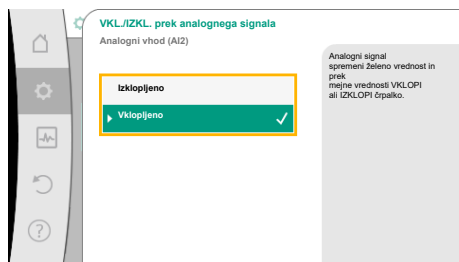 VKL./IZKL. prek analognega signala
Analogni vhod (AI2)
Izklopljeno
Vklopljeno
Analogni signal
spremeni želeno vrednost in
prek
mejne vrednosti VKLOPI
ali IZKLOPI črpalko.